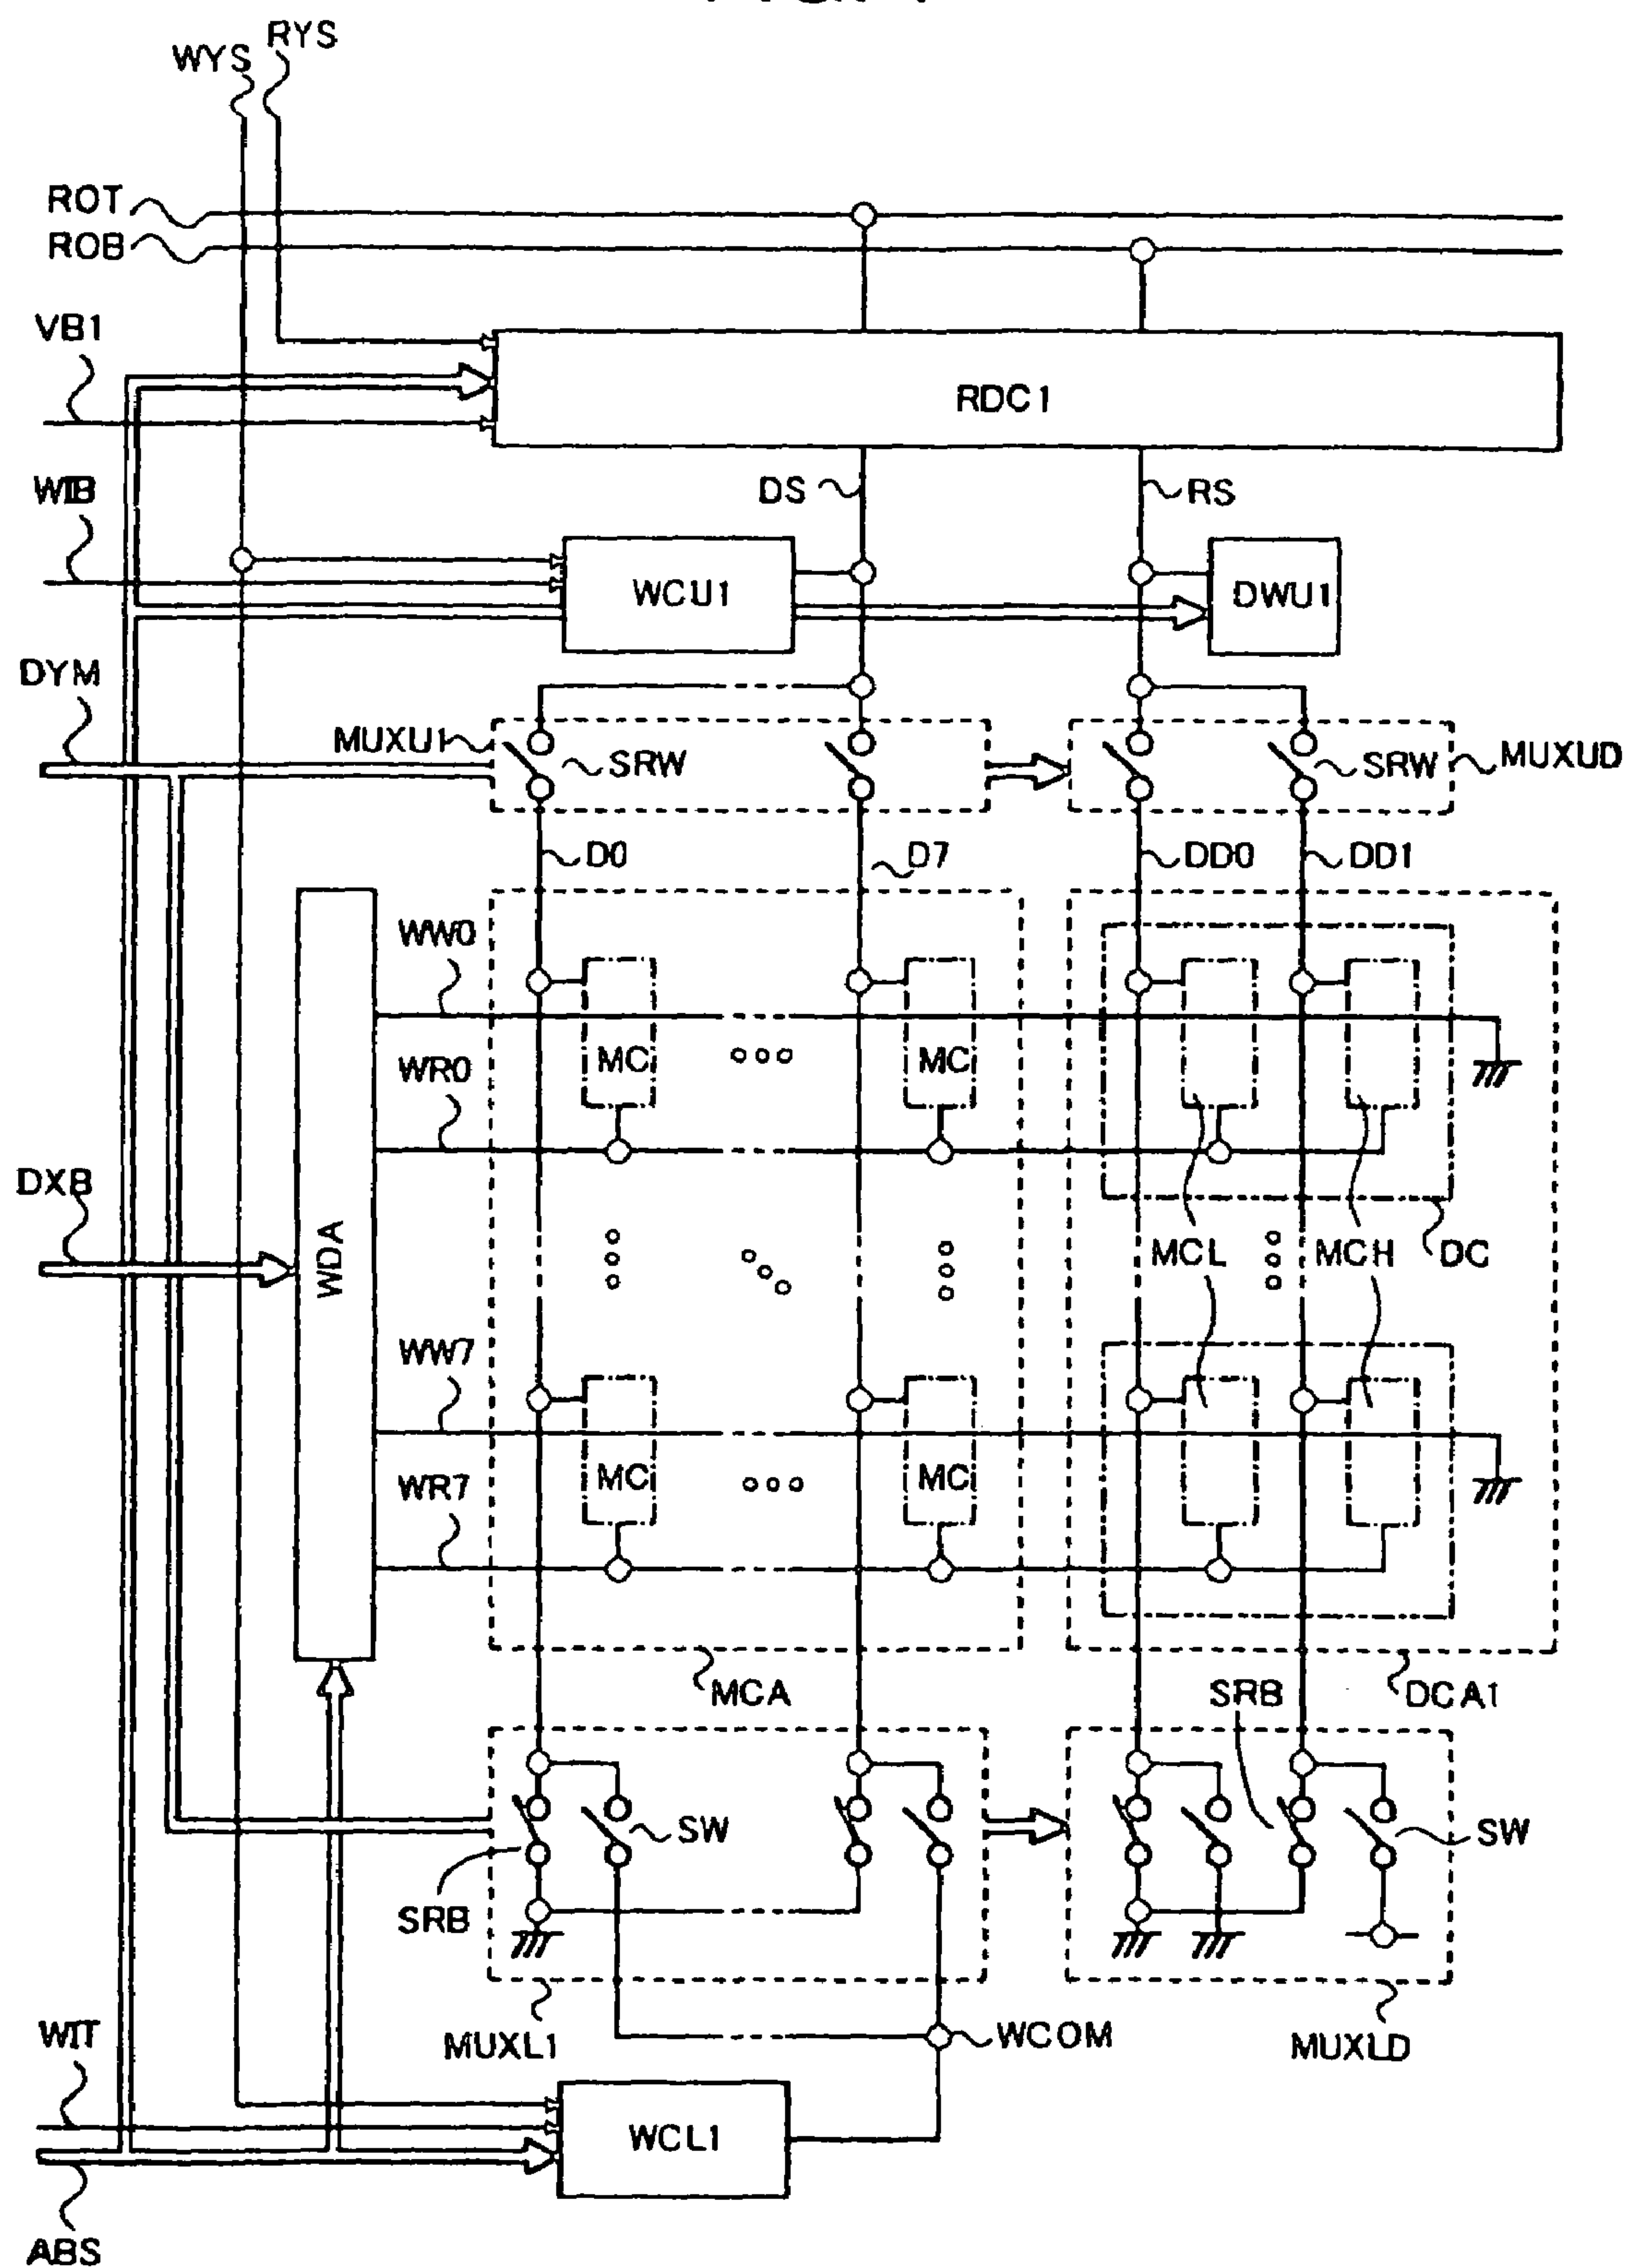 WYS RYS
ROT
ROB
VB1
RDC1
WIB
DS RS
WCU1 DWU1
DYM
MUXU1 SRW SRW MUXUD
D0 D7 DD0 DD1
WW0
MC MC
WR0
DXB
WDA
MCL MCH DC
WW7
MC MC
WR7
MCA SRB DCA1
SW SW
SRB
WIT
MUXL1 WCOM MUXLD
WCL1
ABS